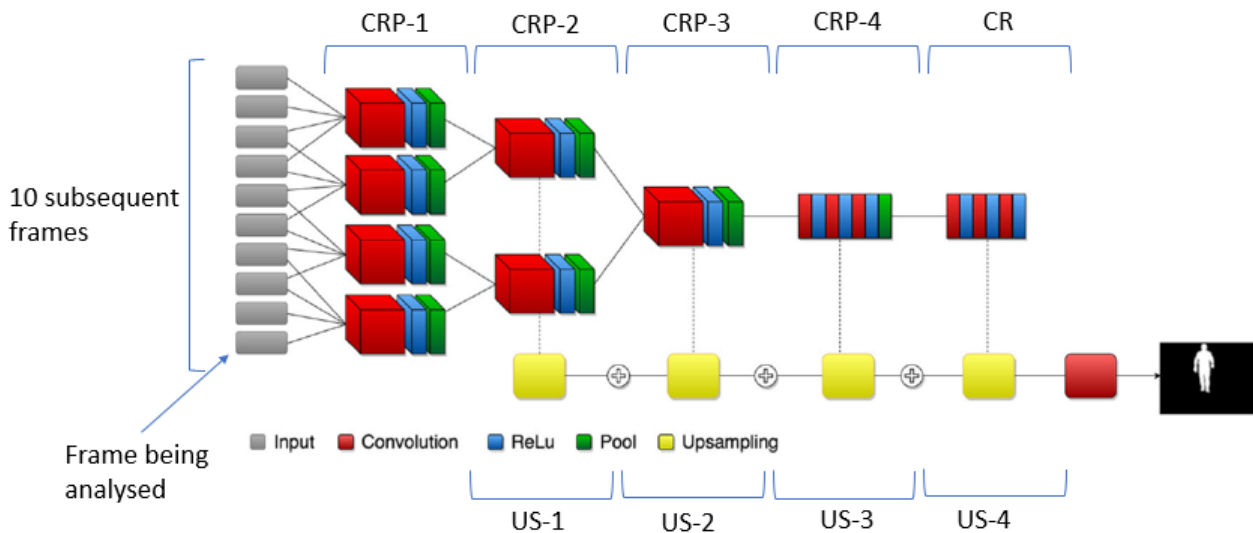 CRP-1
CRP-2
CRP-3
CRP-4
CR
10 subsequent
frames
Frame being
analysed
Input
Convolution
ReLu
Pool
Upsampling
US-1
US-2
US-3
US-4